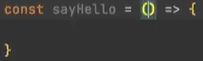 const sayHello = () => {
}